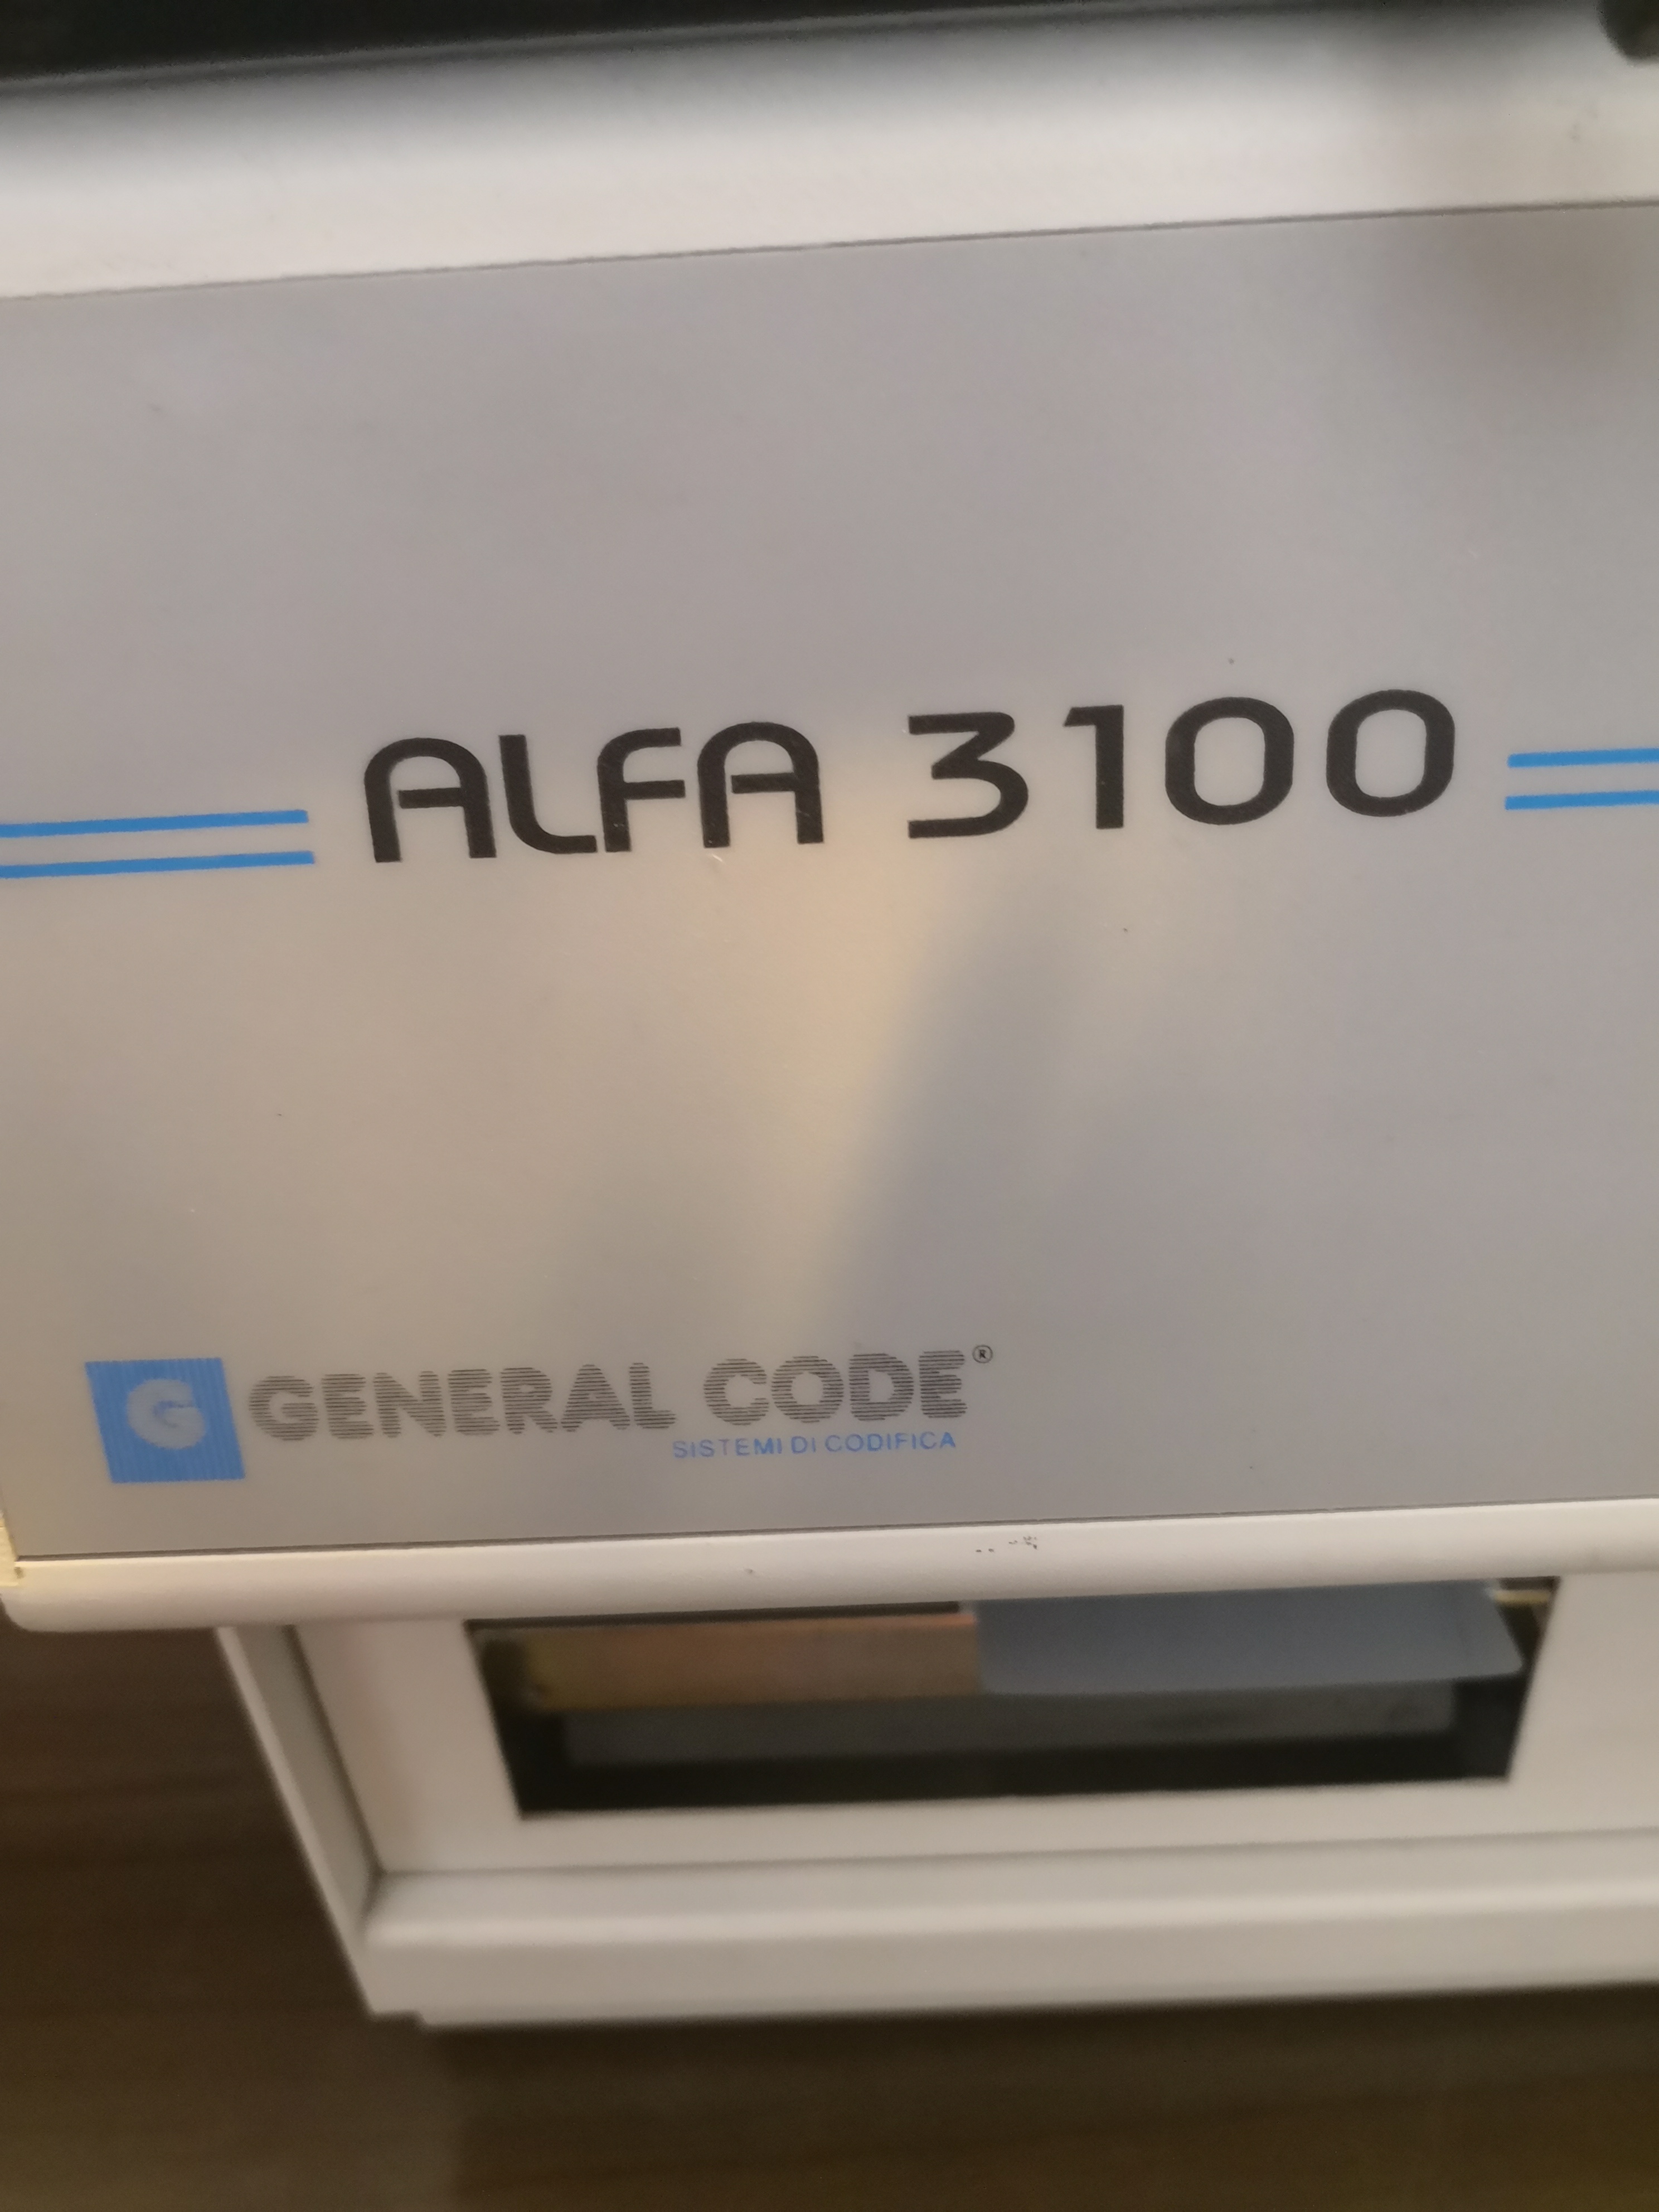 ALFA 3100
G GENERAL CODE®
SISTEMI DI CODIFICA